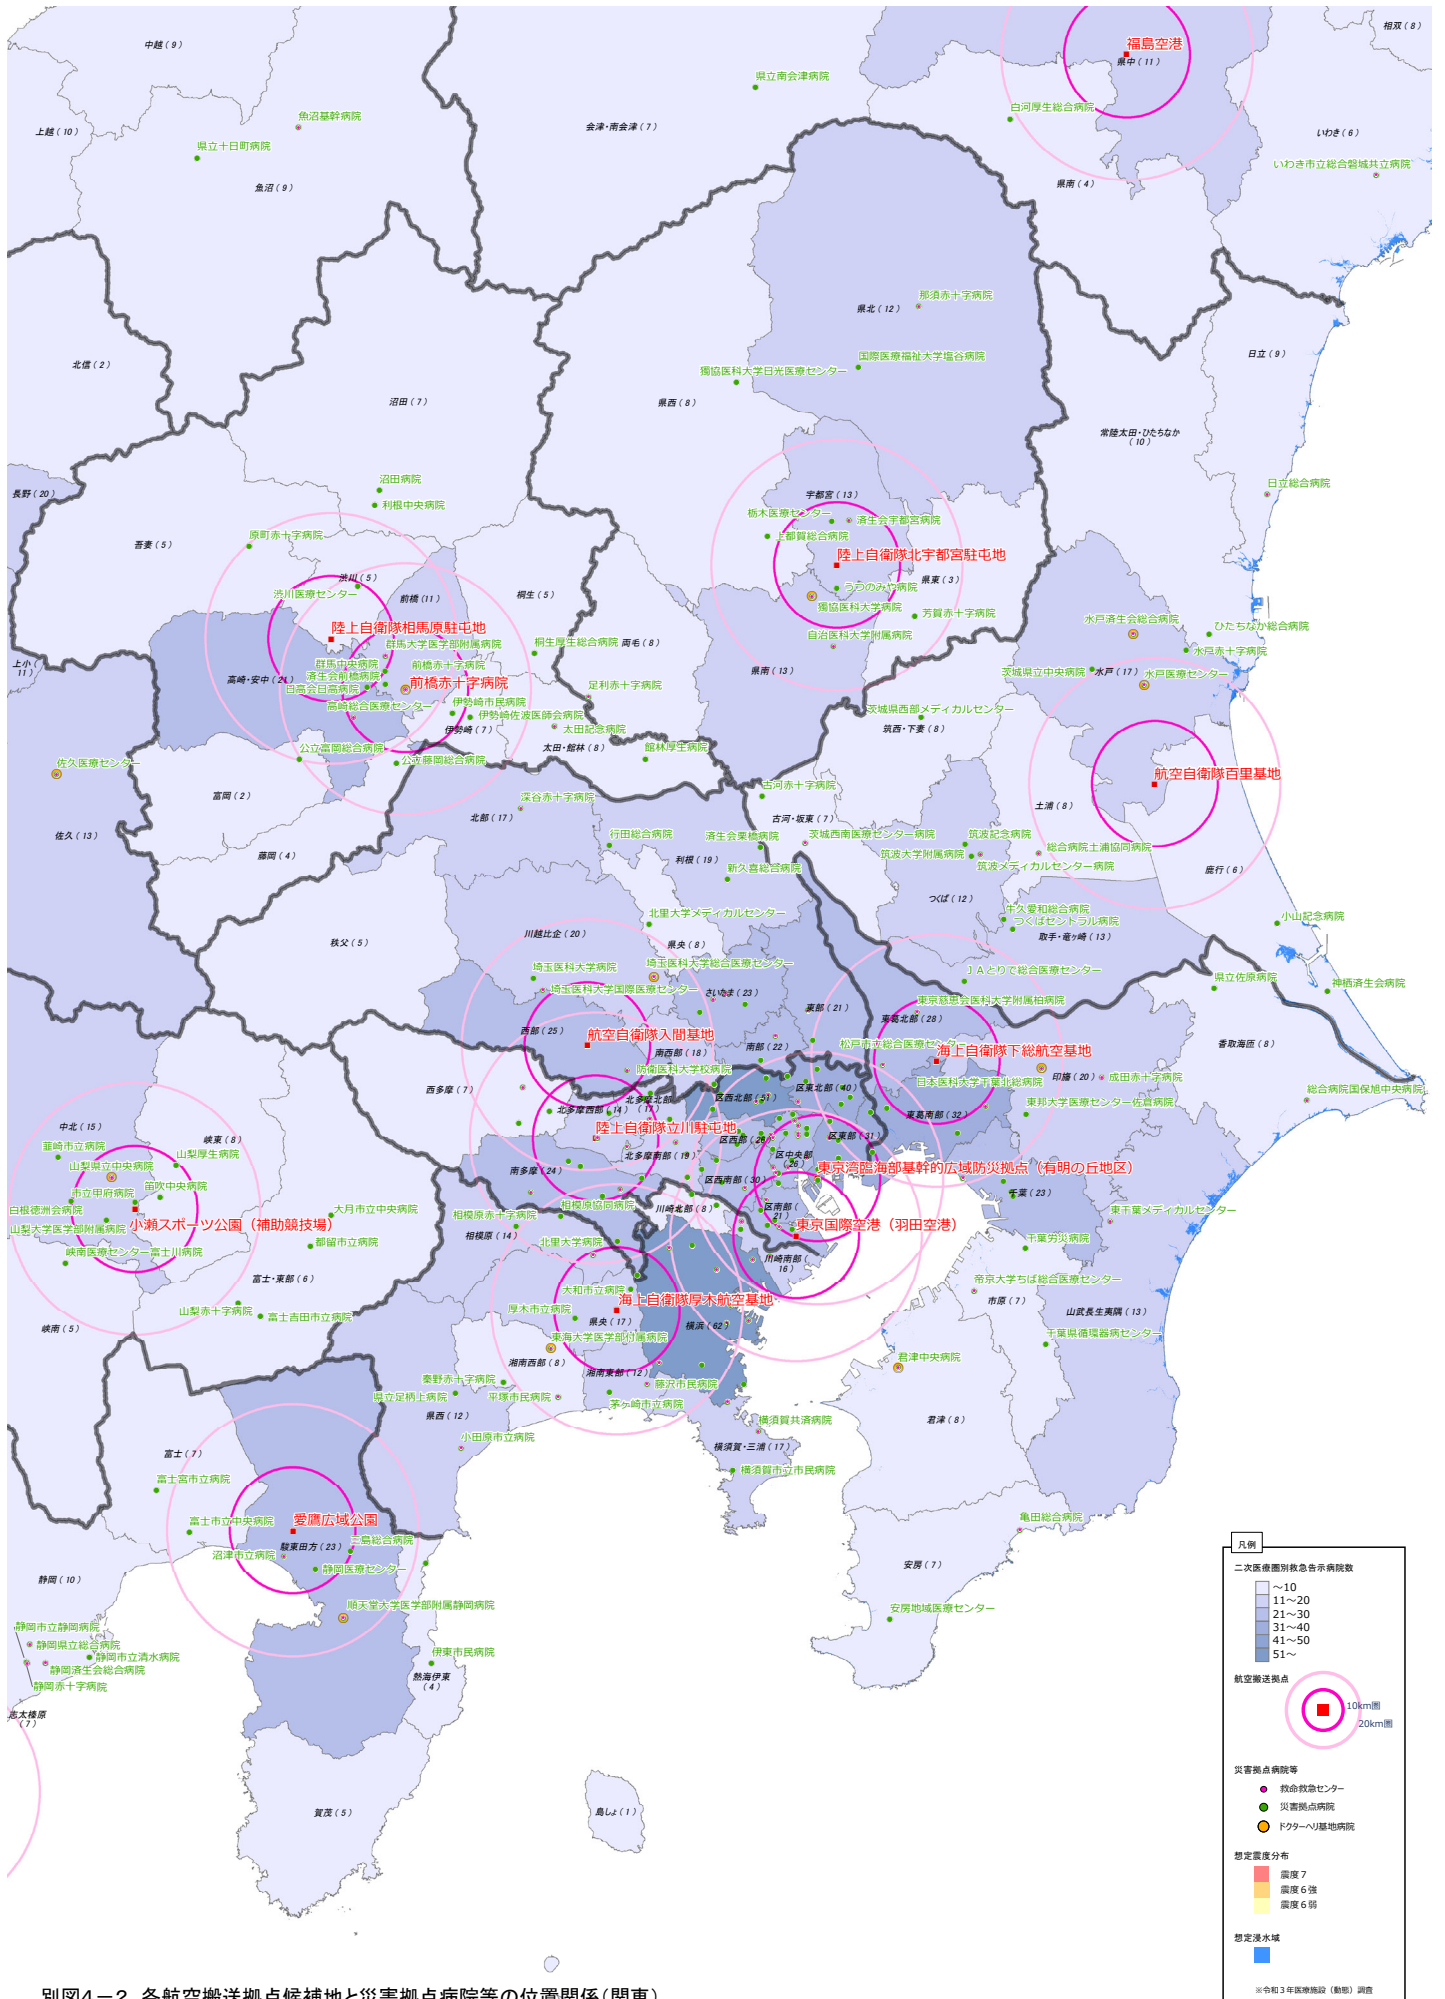 中越 ( 9 )
相双 ( 8 )
福島空港
県中 ( 11 )
県立南会津病院
白河厚生総合病院
魚沼基幹病院
会津・南会津 ( 7 )
上越 ( 10 )
いわき ( 6 )
県立十日町病院
いわき市立総合磐城共立病院
魚沼 ( 9 )
県南 ( 4 )
那須赤十字病院
県北 ( 12 )
日立 ( 9 )
国際医療福祉大学塩谷病院
北信 ( 2 )
獨協医科大学日光医療センター
沼田 ( 7 )
県西 ( 8 )
常陸太田・ひたちなか
( 10 )
沼田病院
日立総合病院
長野 ( 20 )
宇都宮 ( 13 )
利根中央病院
栃木医療センター
済生会宇都宮病院
上都賀総合病院
吾妻 ( 5 )
原町赤十字病院
陸上自衛隊北宇都宮駐屯地
渋川 ( 5 )
県東 ( 3 )
渋川医療センター
うつのみや病院
前橋 ( 11 )
桐生 ( 5 )
獨協医科大学病院
芳賀赤十字病院
水戸済生会総合病院
陸上自衛隊相馬原駐屯地
自治医科大学附属病院
ひたちなか総合病院
群馬大学医学部附属病院
桐生厚生総合病院
両毛 ( 8 )
水戸赤十字病院
上小 (
11 )
群馬中央病院
前橋赤十字病院
茨城県立中央病院
水戸 ( 17 )
水戸医療センター
済生会前橋病院
高崎・安中 ( 21 )
前橋赤十字病院
県南 ( 13 )
日高会日高病院
足利赤十字病院
高崎総合医療センター
伊勢崎市民病院
伊勢崎佐波医師会病院
茨城県西部メディカルセンター
伊勢崎 ( 7 )
太田記念病院
筑西・下妻 ( 8 )
公立富岡総合病院
太田・館林 ( 8 )
館林厚生病院
佐久医療センター
公立藤岡総合病院
航空自衛隊百里基地
富岡 ( 2 )
深谷赤十字病院
古河赤十字病院
土浦 ( 8 )
北部 ( 17 )
古河・坂東 ( 7 )
佐久 ( 13 )
行田総合病院
済生会栗橋病院
茨城西南医療センター病院
筑波記念病院
総合病院土浦協同病院
藤岡 ( 4 )
利根 ( 19 )
筑波大学附属病院
筑波メディカルセンター病院
新久喜総合病院
鹿行 ( 6 )
つくば ( 12 )
北里大学メディカルセンター
牛久愛和総合病院
小山記念病院
つくばセントラル病院
川越比企 ( 20 )
取手・竜ヶ崎 ( 13 )
秩父 ( 5 )
県央 ( 8 )
埼玉医科大学総合医療センター
埼玉医科大学病院
ＪＡとりで総合医療センター
県立佐原病院
埼玉医科大学国際医療センター
さいたま ( 23 )
神栖済生会病院
東京慈恵会医科大学附属柏病院
東部 ( 21 )
東葛北部 ( 28 )
西部 ( 25 )
航空自衛隊入間基地
南西部 ( 18 )
南部 ( 22 )
松戸市立総合医療センター
海上自衛隊下総航空基地
香取海匝 ( 8 )
防衛医科大学校病院
印旛 ( 20 )
成田赤十字病院
西多摩 ( 7 )
区東北部 ( 40 )
日本医科大学千葉北総病院
総合病院国保旭中央病院
北多摩北部
( 17 )
区西北部 ( 51 )
東邦大学医療センター佐倉病院
北多摩西部 ( 14 )
東葛南部 ( 32 )
中北 ( 15 )
陸上自衛隊立川駐屯地
峡東 ( 8 )
区西部 ( 28 )
区東部 ( 31 )
韮崎市立病院
山梨厚生病院
北多摩南部 ( 19 )
区中央部
( 26 )
山梨県立中央病院
南多摩 ( 24 )
東京湾臨海部基幹的広域防災拠点（有明の丘地区）
笛吹中央病院
区西南部 ( 30 )
千葉 ( 23 )
市立甲府病院
白根徳洲会病院
相模原協同病院
川崎北部 ( 8 )
区南部
( 21 )
小瀬スポーツ公園（補助競技場）
大月市立中央病院
相模原赤十字病院
東京国際空港（羽田空港）
東千葉メディカルセンター
山梨大学医学部附属病院
相模原 ( 14 )
都留市立病院
北里大学病院
千葉労災病院
峡南医療センター富士川病院
川崎南部 (
16 )
富士・東部 ( 6 )
大和市立病院
帝京大学ちば総合医療センター
海上自衛隊厚木航空基地
市原 ( 7 )
山武長生夷隅 ( 13 )
山梨赤十字病院
富士吉田市立病院
厚木市立病院
県央 ( 17 )
横浜 ( 62 )
峡南 ( 5 )
東海大学医学部付属病院
千葉県循環器病センター
湘南西部 ( 8 )
君津中央病院
湘南東部 ( 12 )
秦野赤十字病院
藤沢市民病院
県立足柄上病院
平塚市民病院
茅ヶ崎市立病院
県西 ( 12 )
君津 ( 8 )
横須賀共済病院
小田原市立病院
横須賀・三浦 ( 17 )
富士 ( 7 )
横須賀市立市民病院
富士宮市立病院
愛鷹広域公園
亀田総合病院
富士市立中央病院
三島総合病院
駿東田方 ( 23 )
沼津市立病院
静岡医療センター
安房 ( 7 )
静岡 ( 10 )
順天堂大学医学部附属静岡病院
安房地域医療センター
静岡市立静岡病院
静岡県立総合病院
伊東市民病院
静岡市立清水病院
静岡済生会総合病院
熱海伊東
( 4 )
静岡赤十字病院
志太榛原
( 7 )
賀茂 ( 5 )
島しょ ( 1 )
凡例
二次医療圏別救急告示病院数
～10
11～20
21～30
31～40
41～50
51～
航空搬送拠点
10km圏
20km圏
災害拠点病院等
救命救急センター
災害拠点病院
ドクターヘリ基地病院
想定震度分布
震度７
震度６強
震度６弱
想定浸水域
※令和３年医療施設（動態）調査
別図４－２ 各航空搬送拠点候補地と災害拠点病院等の位置関係（関東）